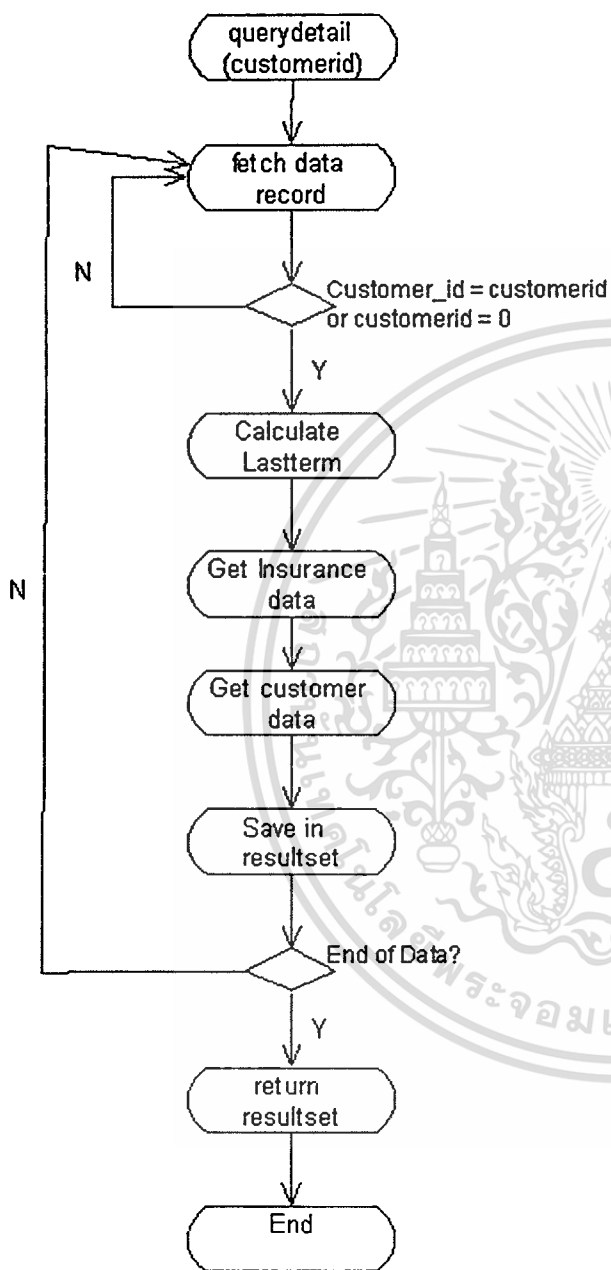 querydetail
(customerid)
fetch data
record
N
Customer_id = customerid
or customerid = 0
Y
Calculate
Lastterm
N
Get Insurance
data
Get customer
data
Save in
resultset
End of Data?
Y
return
resultset
End